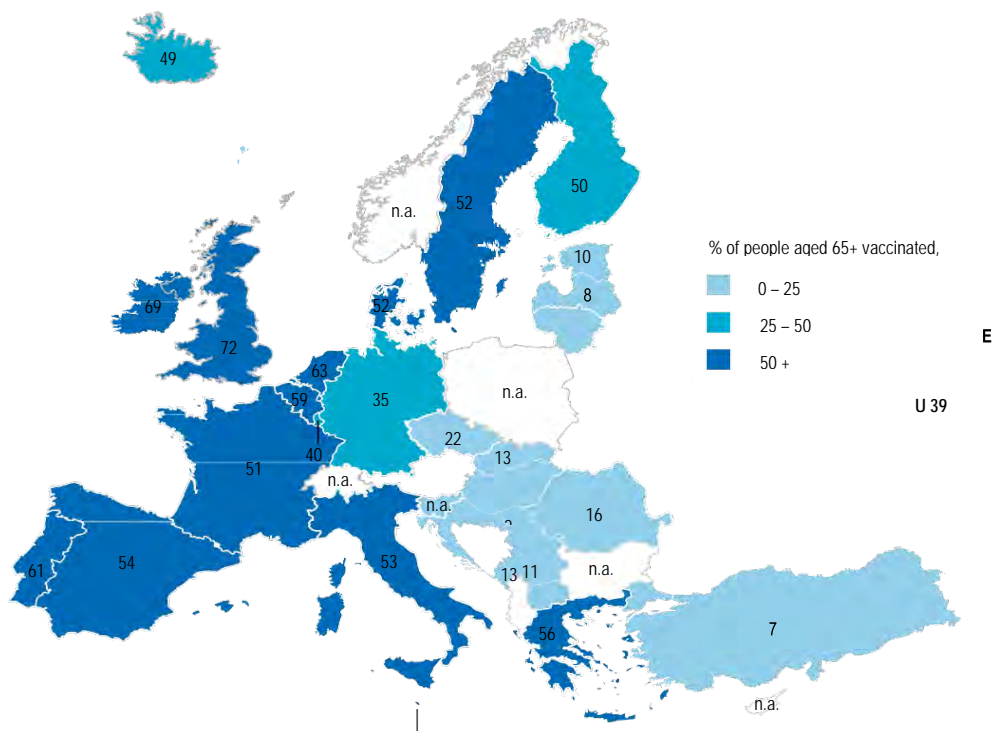 49
n.a.
52
50
% of people aged 65+ vaccinated,
0 – 25
25 – 50
50 +
10
8
69
72
52
63
59
35
n.a.
E
U 39
22
40
13
51
n.a.
n.a.
16
61
54
53
13
11
n.a.
56
7
n.a.